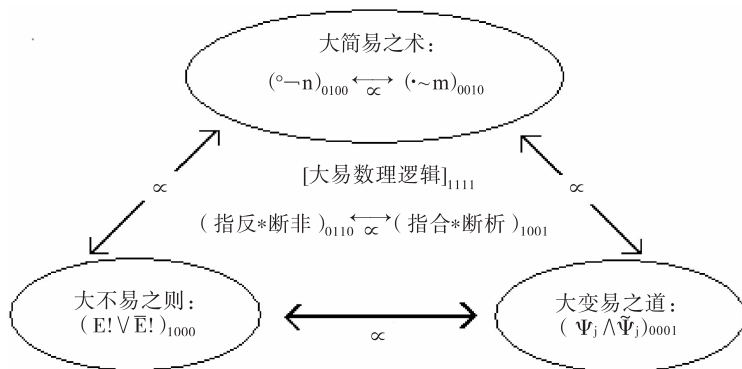 大简易之术：
(°¬n)₀₁₀₀ ⟷∝ (·~m)₀₀₁₀
∝ ∝
[大易数理逻辑]₁₁₁₁
（指反*断非）₀₁₁₀ ⟷∝（指合*断析）₁₀₀₁
大不易之则：
(E!∨E̅!)₁₀₀₀
∝
大变易之道：
(Ψⱼ∧Ψ̃ⱼ)₀₀₀₁